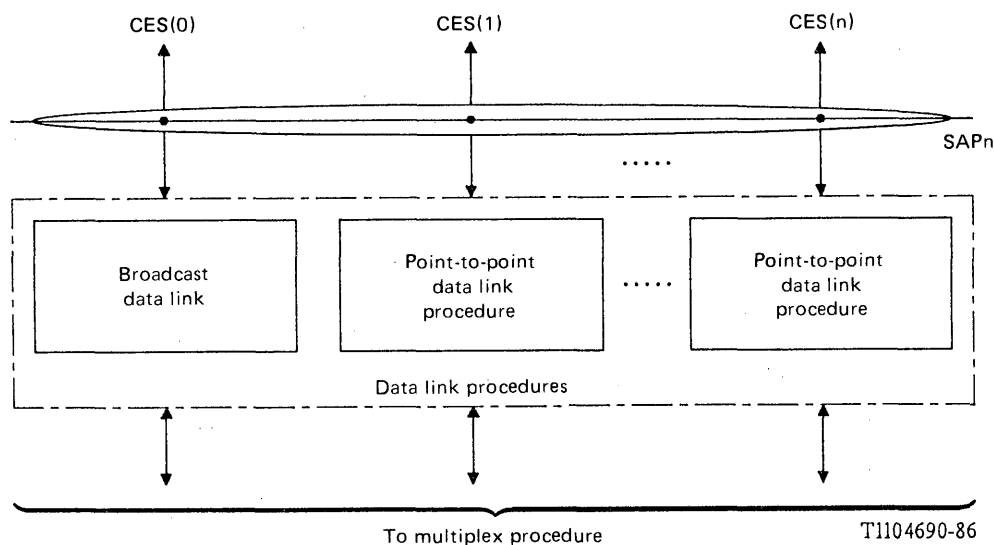 CES(0)
CES(1)
CES(n)
SAPn
.....
Broadcast
data link
Point-to-point
data link
procedure
.....
Point-to-point
data link
procedure
Data link procedures
To multiplex procedure
T1104690-86